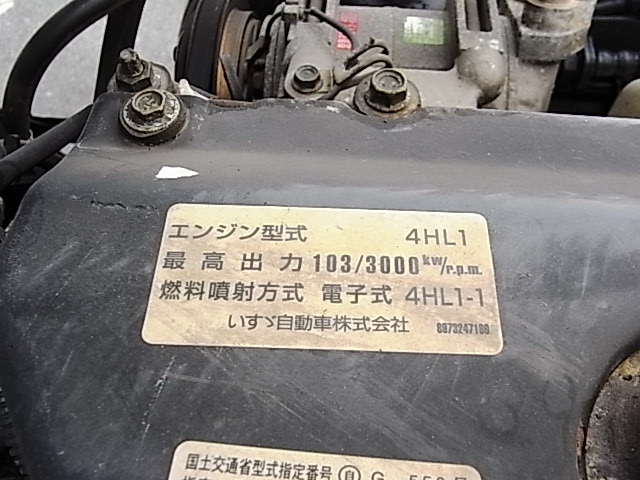 エンジン型式 4HL1
最高出力 103/3000 kw/r.p.m.
燃料噴射方式 電子式 4HL1-1
いすゞ自動車株式会社 8973247180
国土交通省型式指定番号 自 G